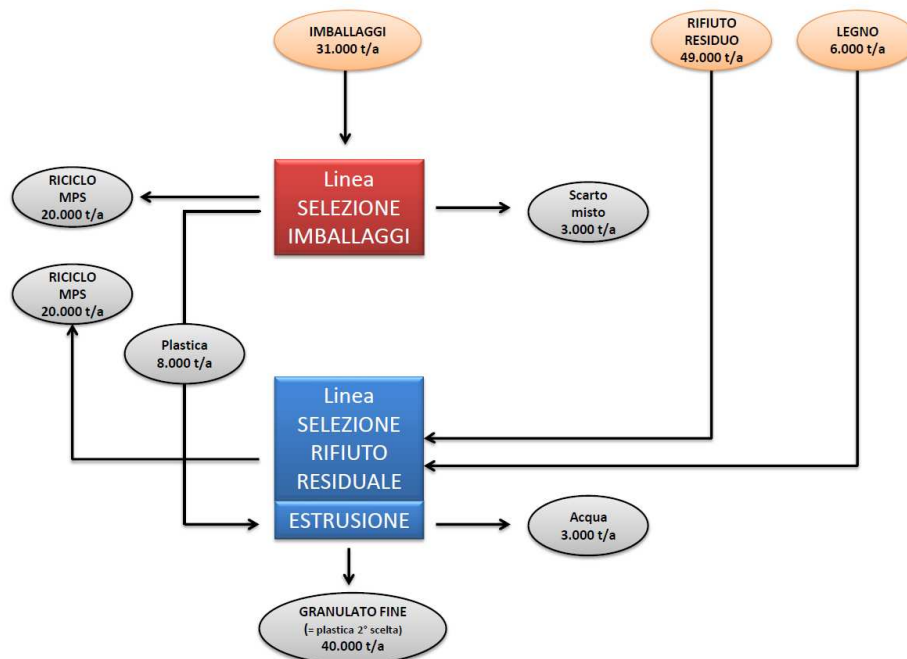 IMBALLAGGI
31.000 t/a
RIFIUTO
RESIDUO
49.000 t/a
LEGNO
6.000 t/a
Linea
SELEZIONE
IMBALLAGGI
RICICLO
MPS
20.000 t/a
Scarto
misto
3.000 t/a
RICICLO
MPS
20.000 t/a
Plastica
8.000 t/a
Linea
SELEZIONE
RIFIUTO
RESIDUALE
ESTRUSIONE
Acqua
3.000 t/a
GRANULATO FINE
(= plastica 2° scelta)
40.000 t/a